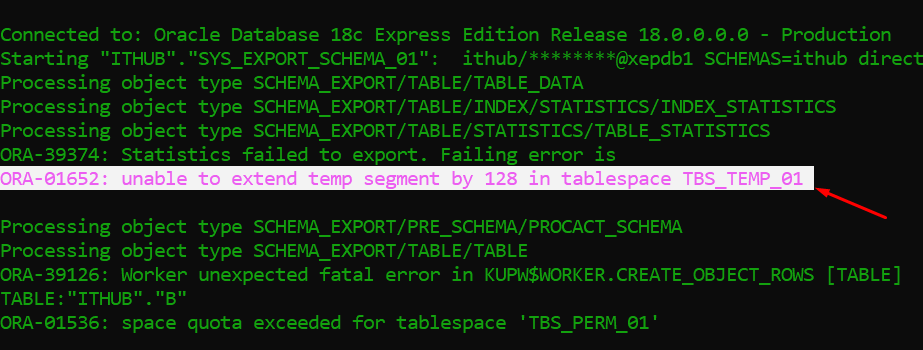 Connected to: Oracle Database 18c Express Edition Release 18.0.0.0.0 - Production
Starting "ITHUB"."SYS_EXPORT_SCHEMA_01":  ithub/********@xepdb1 SCHEMAS=ithub direct
Processing object type SCHEMA_EXPORT/TABLE/TABLE_DATA
Processing object type SCHEMA_EXPORT/TABLE/INDEX/STATISTICS/INDEX_STATISTICS
Processing object type SCHEMA_EXPORT/TABLE/STATISTICS/TABLE_STATISTICS
ORA-39374: Statistics failed to export. Failing error is
ORA-01652: unable to extend temp segment by 128 in tablespace TBS_TEMP_01
Processing object type SCHEMA_EXPORT/PRE_SCHEMA/PROCACT_SCHEMA
Processing object type SCHEMA_EXPORT/TABLE/TABLE
ORA-39126: Worker unexpected fatal error in KUPW$WORKER.CREATE_OBJECT_ROWS [TABLE]
TABLE:"ITHUB"."B"
ORA-01536: space quota exceeded for tablespace 'TBS_PERM_01'